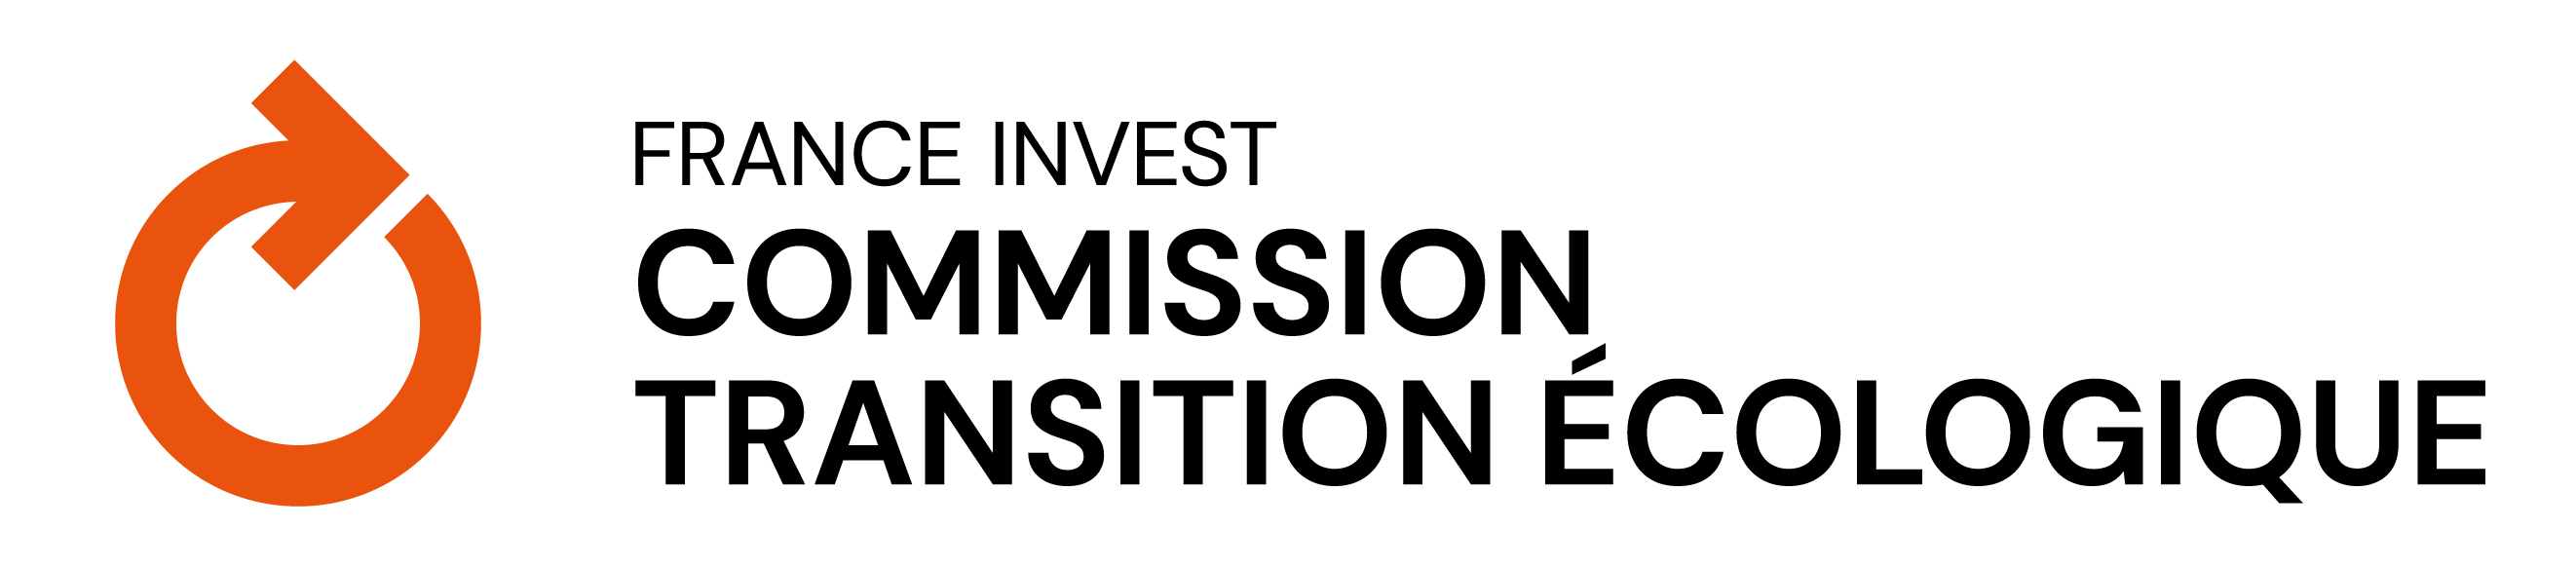 FRANCE INVEST
COMMISSION
TRANSITION ÉCOLOGIQUE